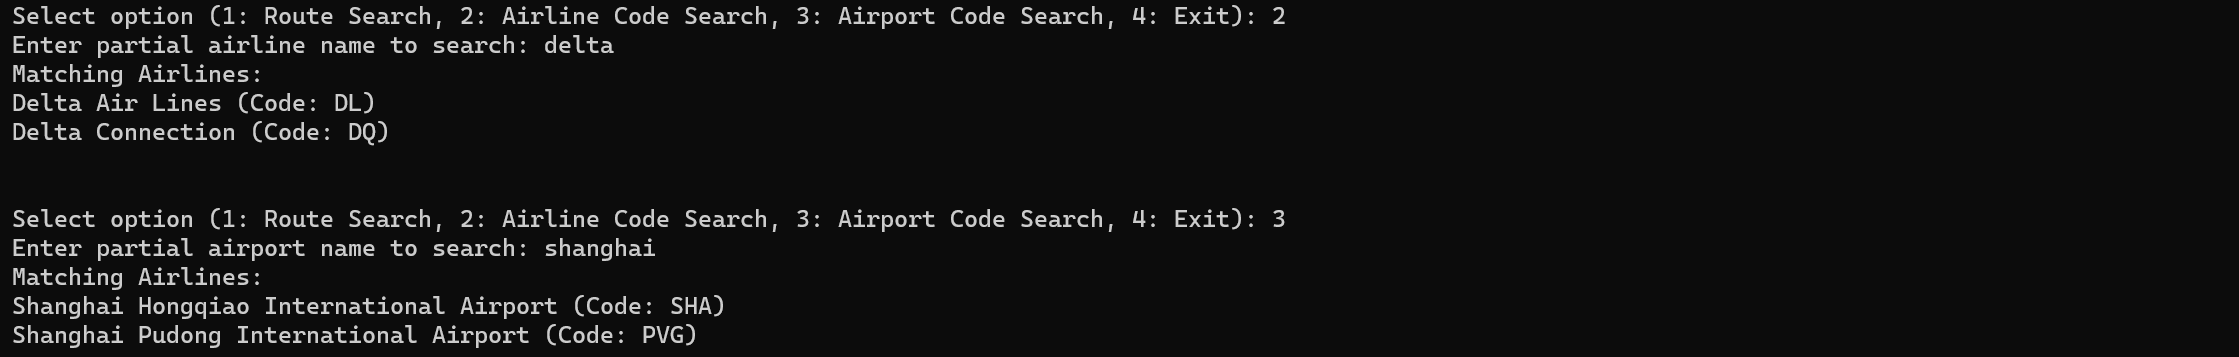 Select option (1: Route Search, 2: Airline Code Search, 3: Airport Code Search, 4: Exit): 2
Enter partial airline name to search: delta
Matching Airlines:
Delta Air Lines (Code: DL)
Delta Connection (Code: DQ)
Select option (1: Route Search, 2: Airline Code Search, 3: Airport Code Search, 4: Exit): 3
Enter partial airport name to search: shanghai
Matching Airlines:
Shanghai Hongqiao International Airport (Code: SHA)
Shanghai Pudong International Airport (Code: PVG)